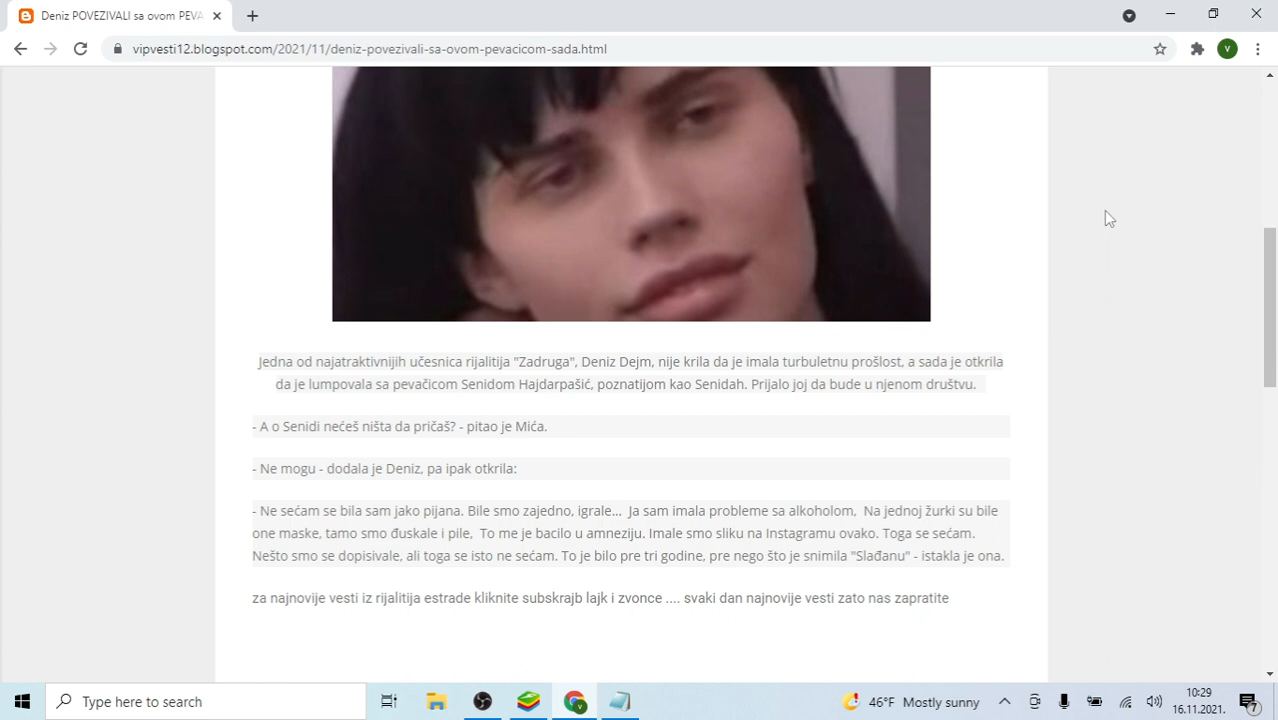 Deniz POVEZIVALI sa ovom PEVA
vipvesti12.blogspot.com/2021/11/deniz-povezivali-sa-ovom-pevacicom-sada.html
V
Jedna od najatraktivnijih učesnica rijalitija "Zadruga", Deniz Dejm, nije krila da je imala turbuletnu prošlost, a sada je otkrila
da je lumpovala sa pevačicom Senidom Hajdarpašić, poznatijom kao Senidah. Prijalo joj da bude u njenom društvu.
- A o Senidi nećeš ništa da pričaš? - pitao je Mića.
- Ne mogu - dodala je Deniz, pa ipak otkrila:
- Ne sećam se bila sam jako pijana. Bile smo zajedno, igrale... Ja sam imala probleme sa alkoholom, Na jednoj žurki su bile
one maske, tamo smo đuskale i pile, To me je bacilo u amneziju. Imale smo sliku na Instagramu ovako. Toga se sećam.
Nešto smo se dopisivale, ali toga se isto ne sećam. To je bilo pre tri godine, pre nego što je snimila "Slađanu" - istakla je ona.
za najnovije vesti iz rijalitija estrade kliknite subskrajb lajk i zvonce .... svaki dan najnovije vesti zato nas zapratite
Type here to search
46°F Mostly sunny
10:29
16.11.2021.
7